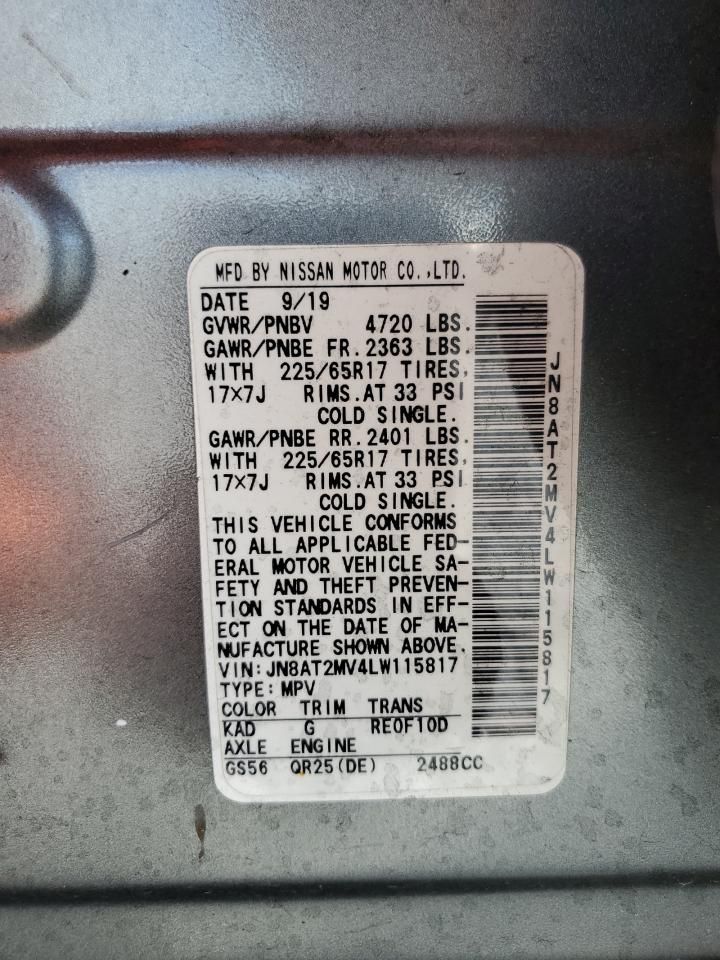 MFD BY NISSAN MOTOR CO.,LTD.
DATE 9/19
GVWR/PNBV 4720 LBS.
GAWR/PNBE FR.2363 LBS.
WITH 225/65R17 TIRES,
17×7J RIMS.AT 33 PSI
COLD SINGLE.
GAWR/PNBE RR.2401 LBS.
WITH 225/65R17 TIRES,
17×7J RIMS.AT 33 PSI
COLD SINGLE.
THIS VEHICLE CONFORMS
TO ALL APPLICABLE FED-
ERAL MOTOR VEHICLE SA-
FETY AND THEFT PREVEN-
TION STANDARDS IN EFF-
ECT ON THE DATE OF MA-
NUFACTURE SHOWN ABOVE.
VIN:JN8AT2MV4LW115817
TYPE:MPV
COLOR TRIM TRANS
KAD G RE0F10D
AXLE ENGINE
GS56 QR25(DE) 2488CC
JN8AT2MV4LW115817